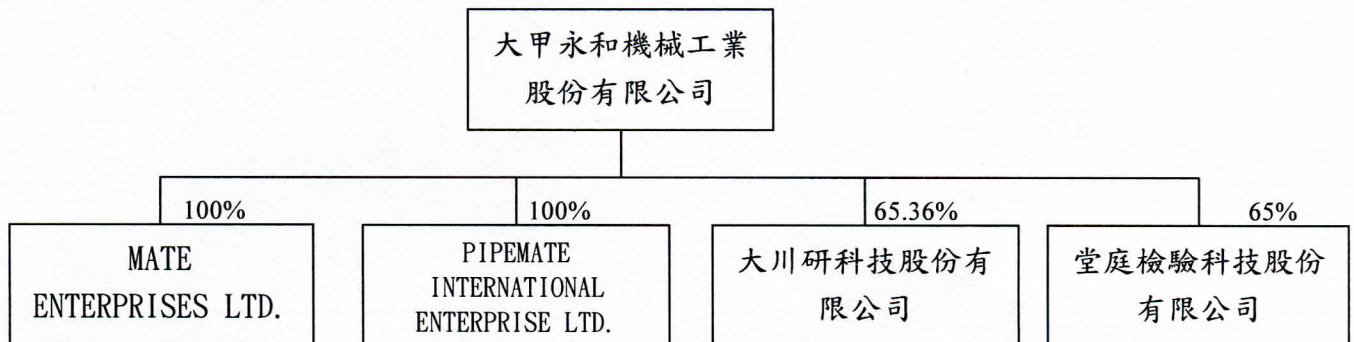 大甲永和機械工業
股份有限公司
100%
100%
65.36%
65%
MATE
ENTERPRISES LTD.
PIPEMATE
INTERNATIONAL
ENTERPRISE LTD.
大川研科技股份有
限公司
堂庭檢驗科技股份
有限公司